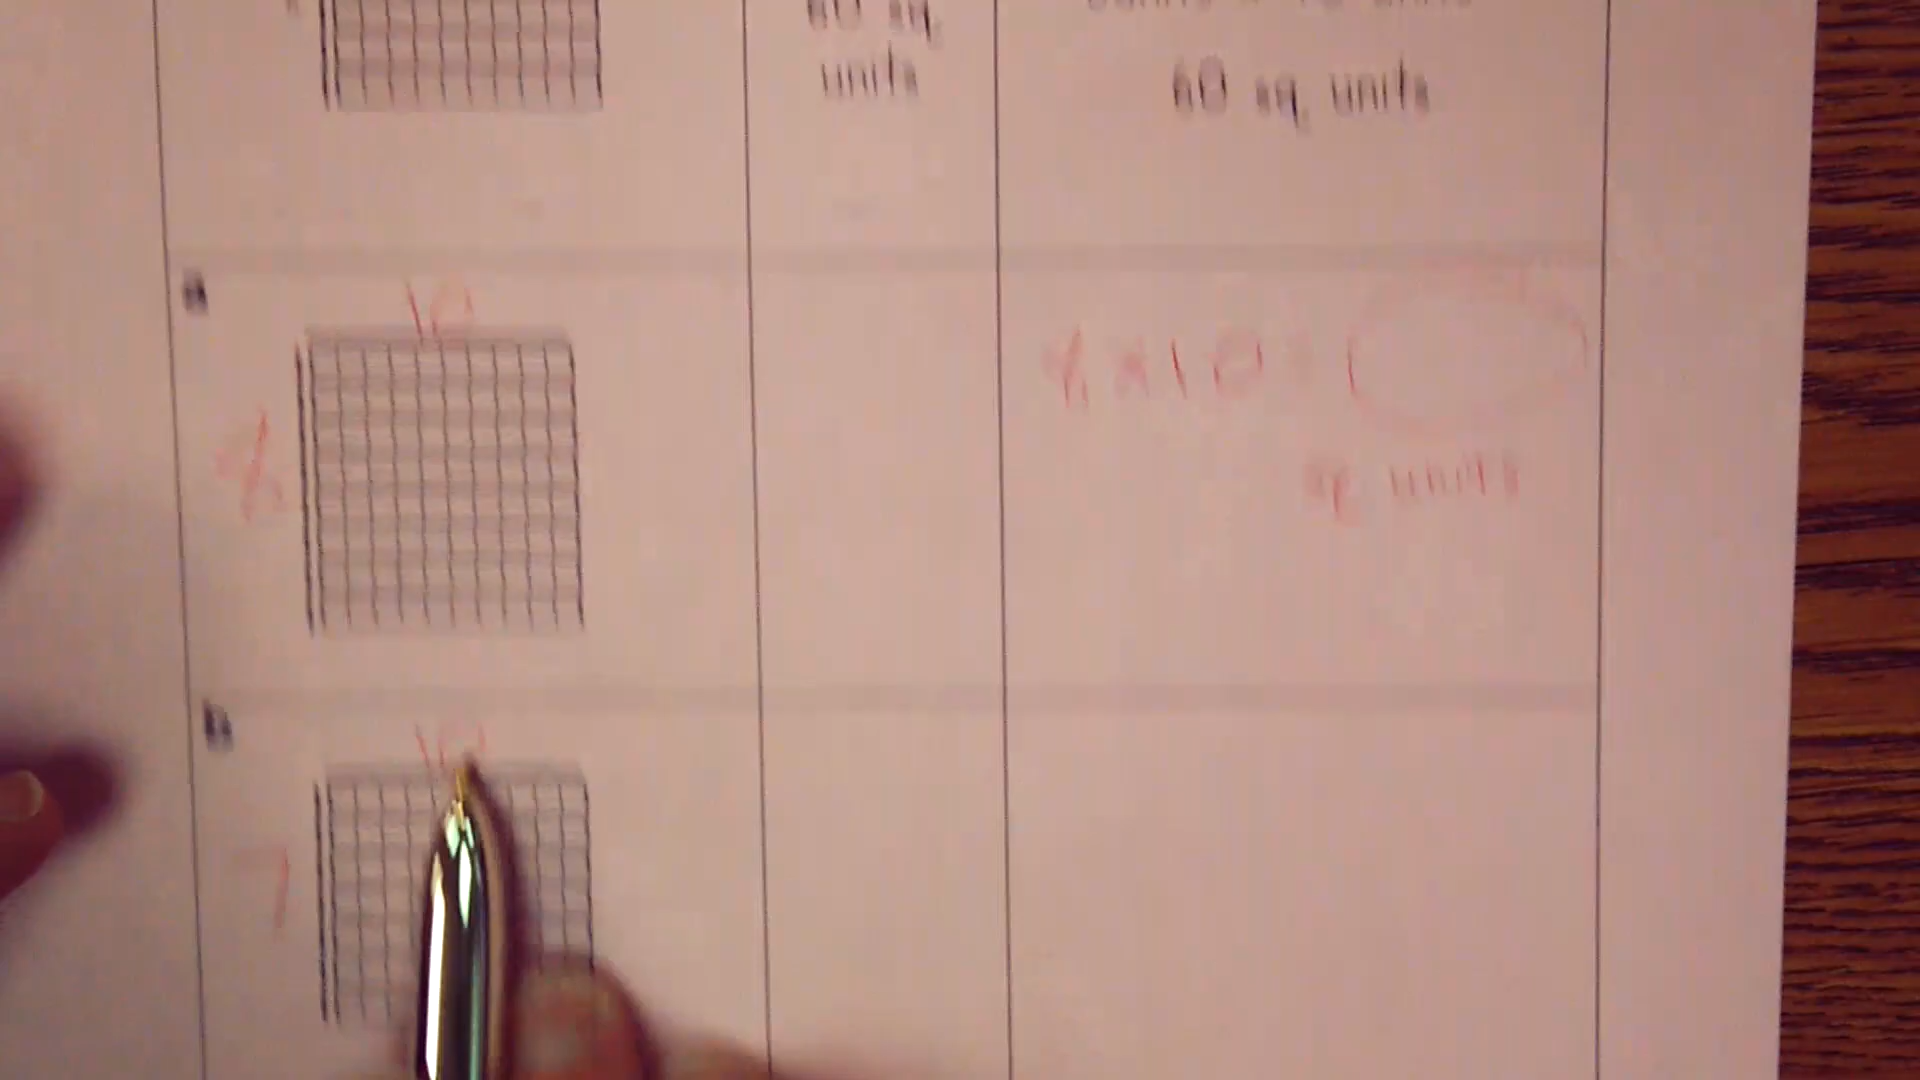 60 sq.
units
60 sq. units
10
8
8 x 10 =
sq units
10
7